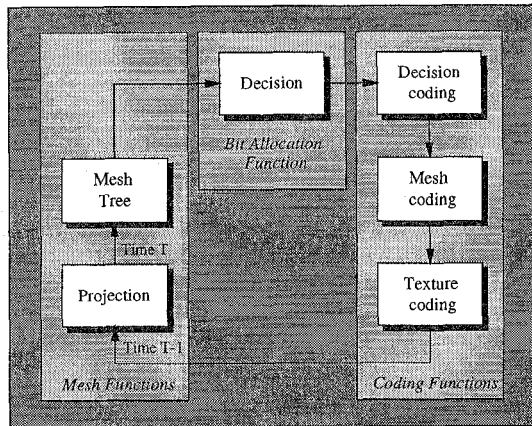 Decision
Bit Allocation
Function
Decision
coding
Mesh
Tree
Mesh
coding
Time T
Projection
Texture
coding
Time T-1
Mesh Functions
Coding Functions